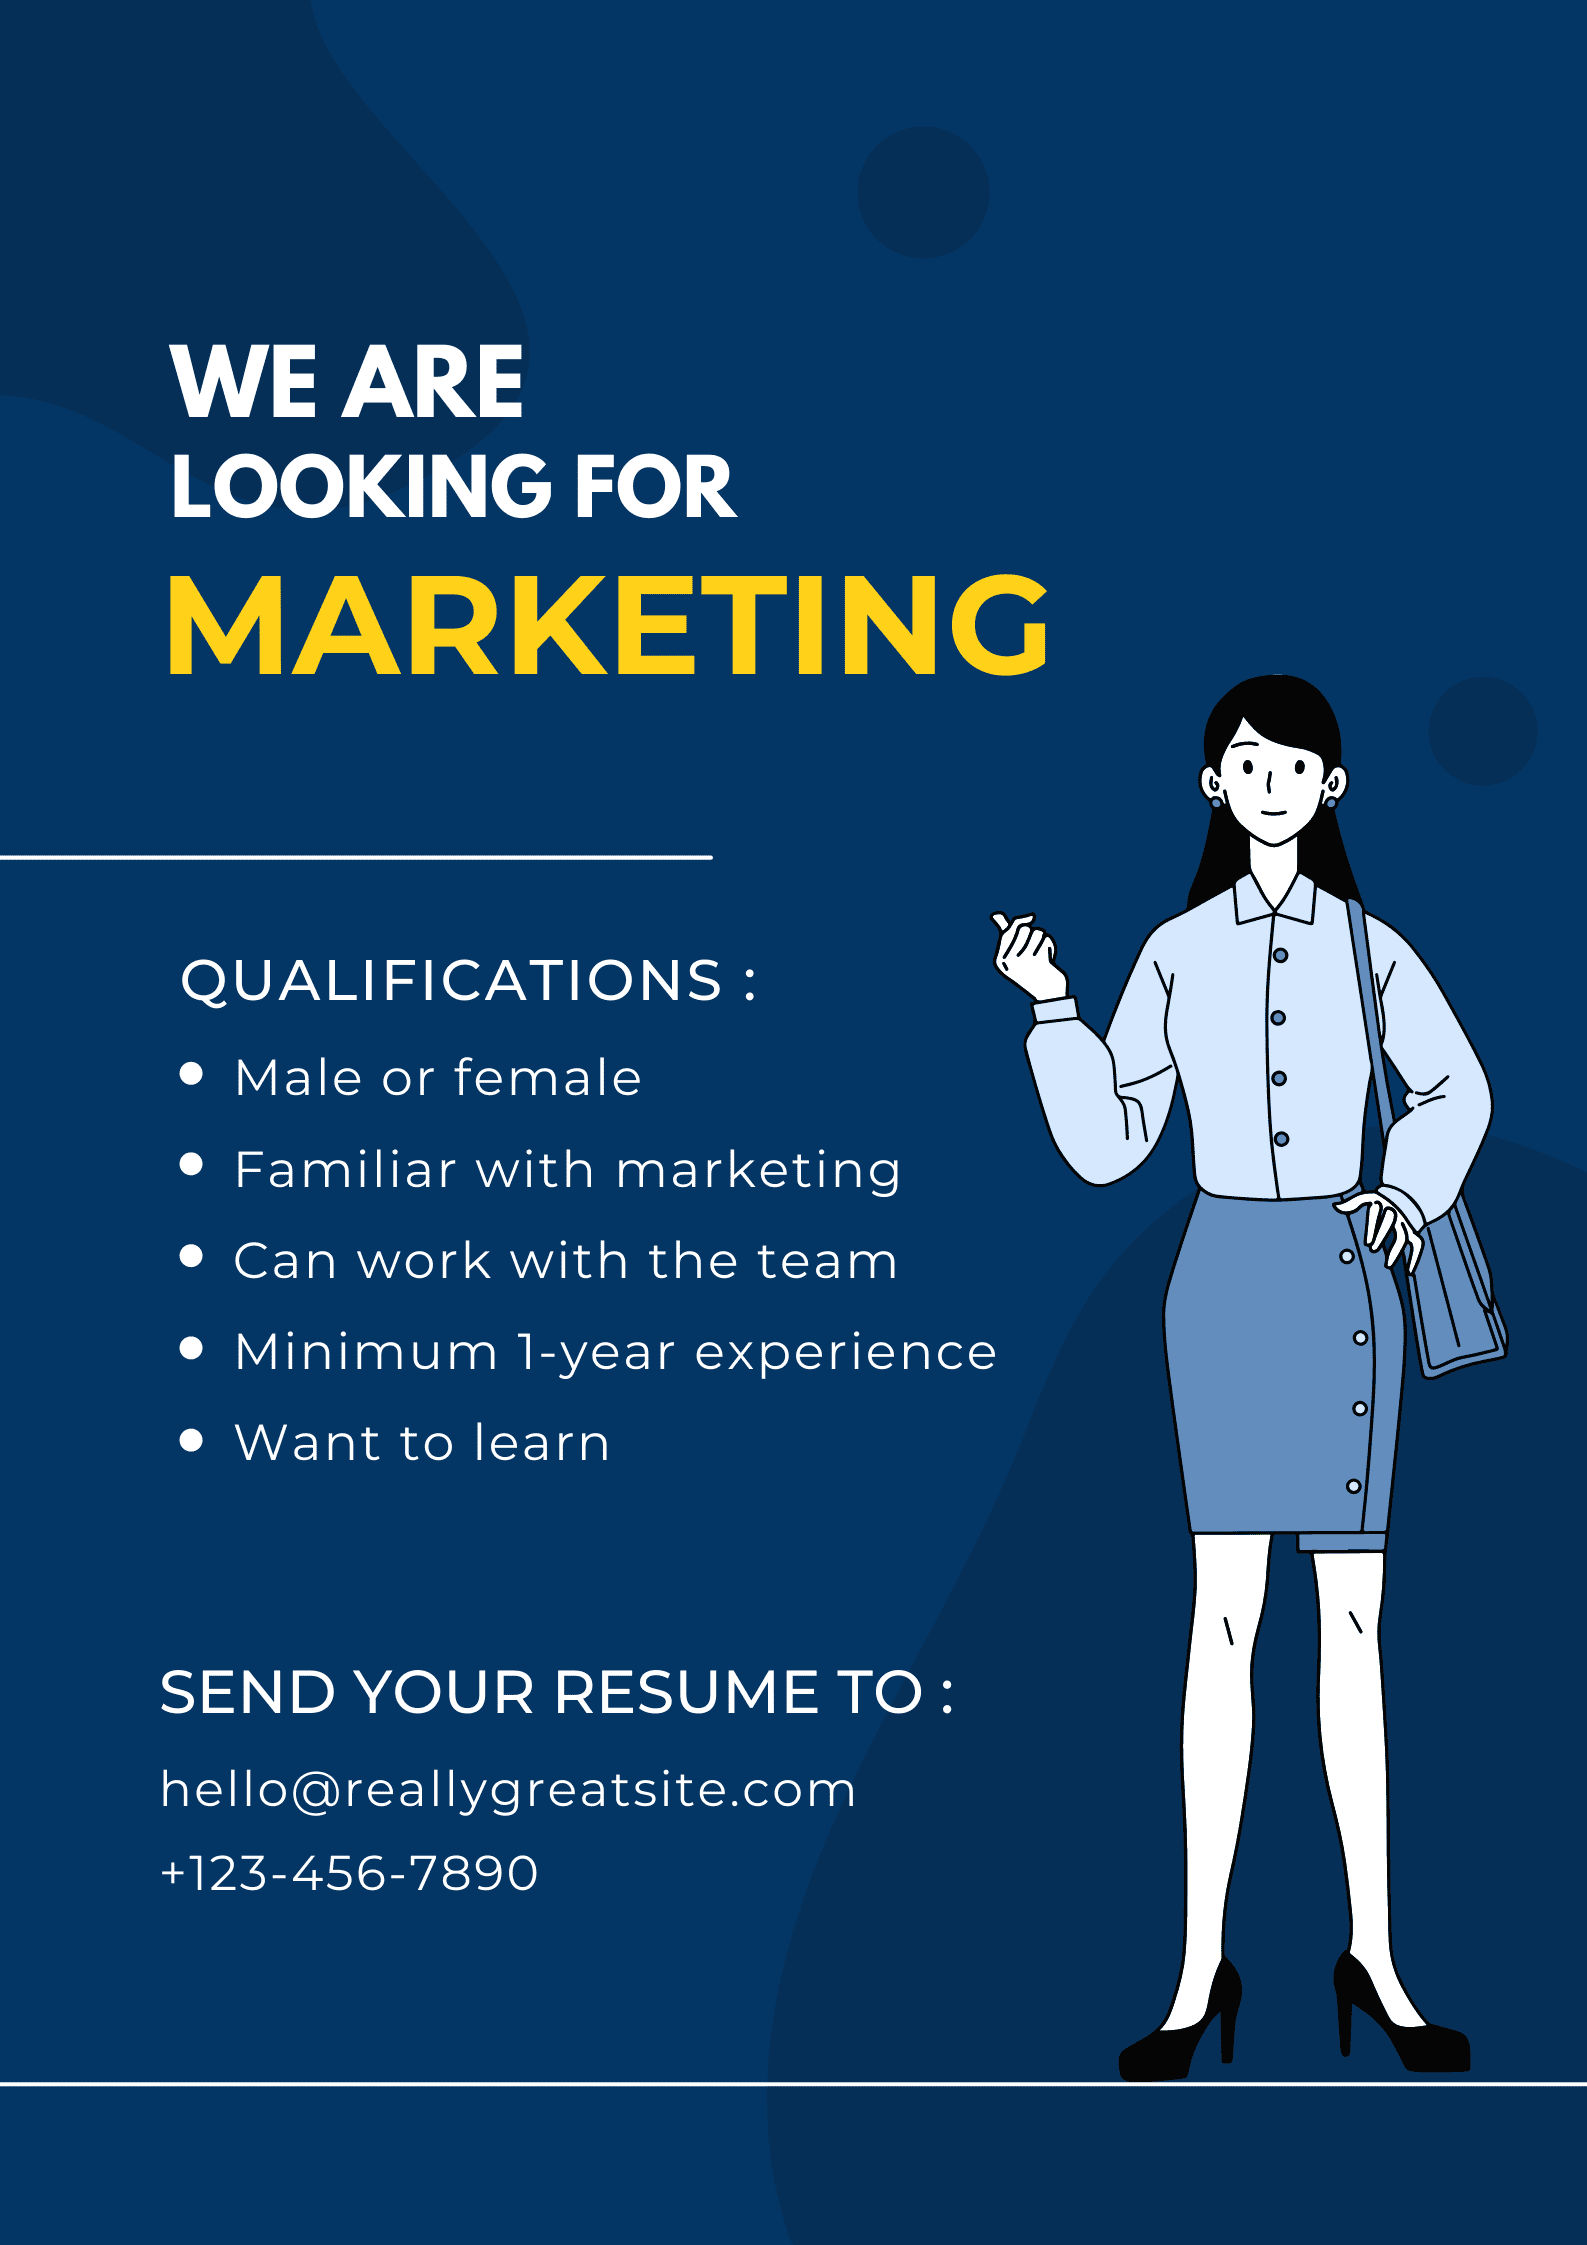 WE ARE
LOOKING FOR
MARKETING
QUALIFICATIONS :
Male or female
Familiar with marketing
Can work with the team
Minimum 1-year experience
Want to learn
SEND YOUR RESUME TO :
hello@reallygreatsite.com
+123-456-7890